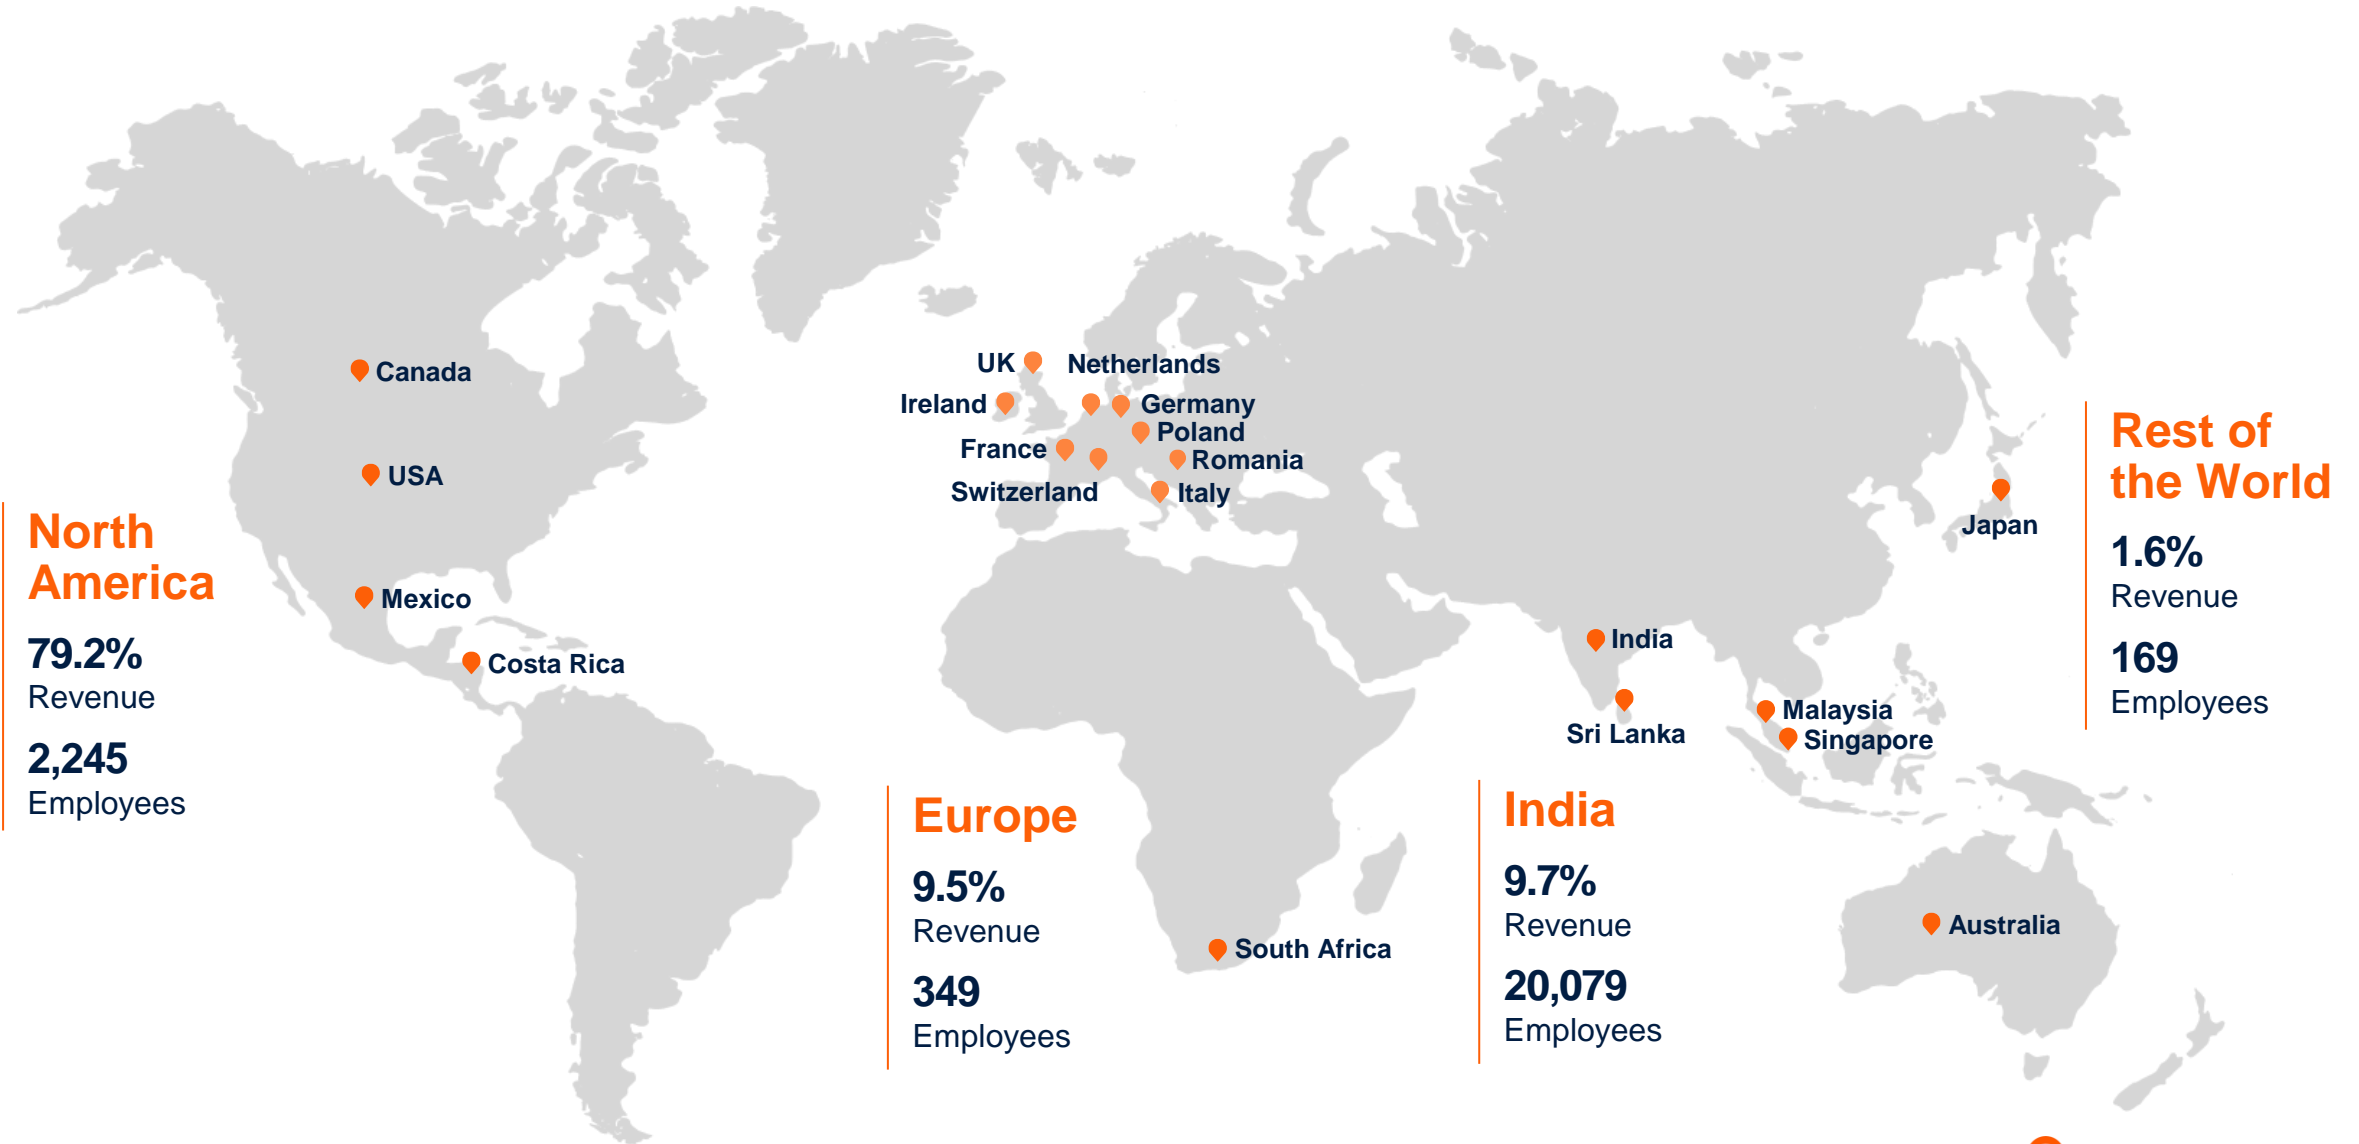 Canada
USA
Mexico
Costa Rica
North
America
79.2%
Revenue
2,245
Employees
UK
Netherlands
Ireland
Germany
Poland
France
Romania
Switzerland
Italy
South Africa
Europe
9.5%
Revenue
349
Employees
India
Sri Lanka
Malaysia
Singapore
Japan
Australia
India
9.7%
Revenue
20,079
Employees
Rest of
the World
1.6%
Revenue
169
Employees